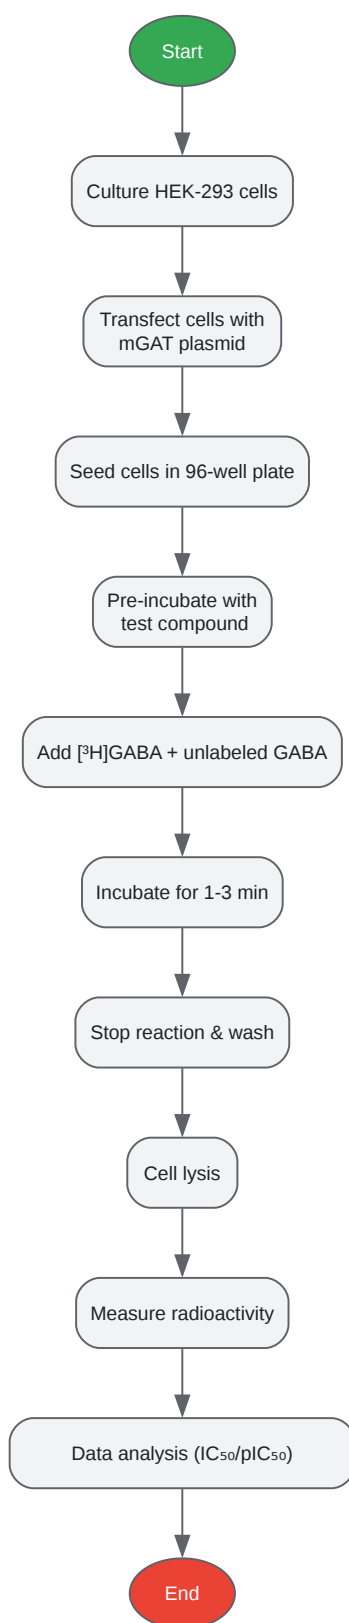 Start
Culture HEK-293 cells
Transfect cells with
mGAT plasmid
Seed cells in 96-well plate
Pre-incubate with
test compound
Add [³H]GABA + unlabeled GABA
Incubate for 1-3 min
Stop reaction & wash
Cell lysis
Measure radioactivity
Data analysis (IC₅₀/pIC₅₀)
End